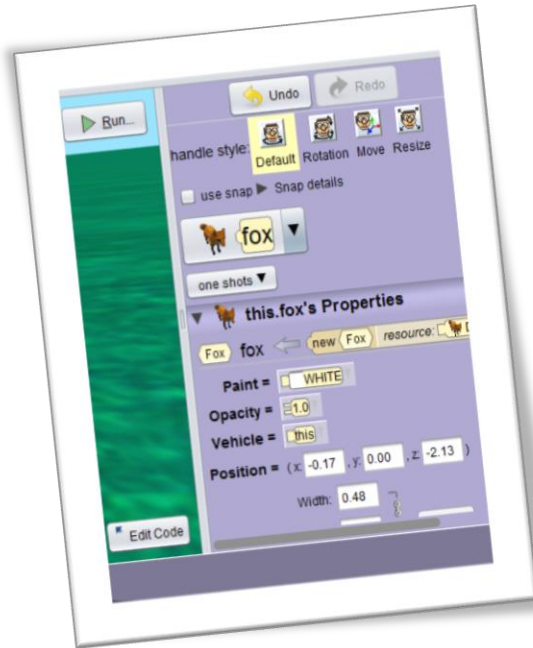 Run...
Undo Redo
handle style: Default Rotation Move Resize
use snap Snap details
fox
one shots
this.fox's Properties
Fox fox new Fox resource:
Paint = WHITE
Opacity = 1.0
Vehicle = this
Position = (x: -0.17 , y: 0.00 , z: -2.13 )
Width: 0.48
Edit Code